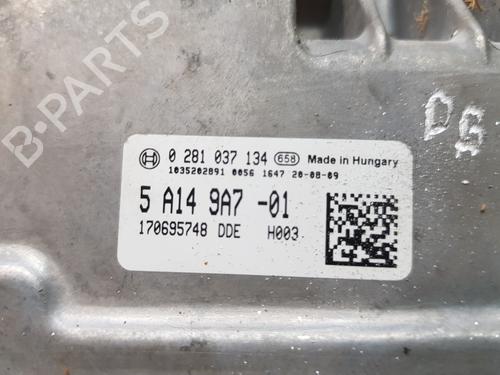 B-PARTS
0 281 037 134 658 Made in Hungary
1035202891 0056 1647 20-08-09
5 A14 9A7 -01
170695748 DDE H003
DG